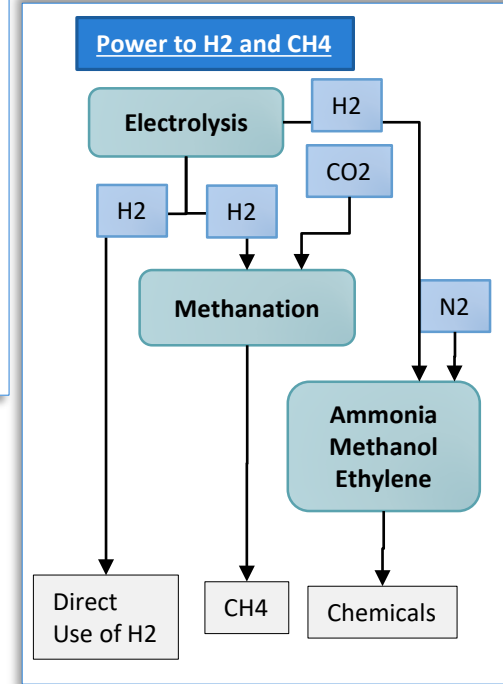 Power to H2 and CH4
Electrolysis
H2
CO2
H2
H2
Methanation
N2
Ammonia
Methanol
Ethylene
Direct
Use of H2
CH4
Chemicals